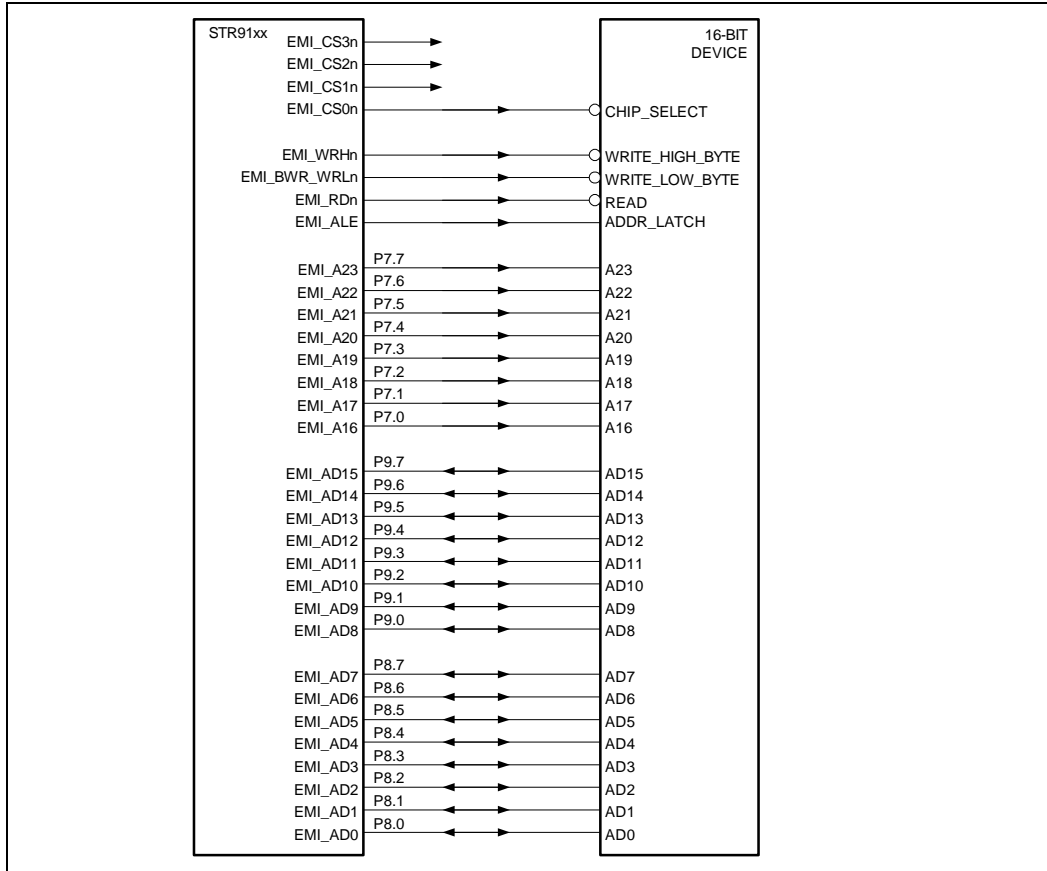 STR91xx
16-BIT
DEVICE
EMI_CS3n
EMI_CS2n
EMI_CS1n
EMI_CS0n CHIP_SELECT
EMI_WRHn WRITE_HIGH_BYTE
EMI_BWR_WRLn WRITE_LOW_BYTE
EMI_RDn READ
EMI_ALE ADDR_LATCH
EMI_A23 P7.7 A23
EMI_A22 P7.6 A22
EMI_A21 P7.5 A21
EMI_A20 P7.4 A20
EMI_A19 P7.3 A19
EMI_A18 P7.2 A18
EMI_A17 P7.1 A17
EMI_A16 P7.0 A16
EMI_AD15 P9.7 AD15
EMI_AD14 P9.6 AD14
EMI_AD13 P9.5 AD13
EMI_AD12 P9.4 AD12
EMI_AD11 P9.3 AD11
EMI_AD10 P9.2 AD10
EMI_AD9 P9.1 AD9
EMI_AD8 P9.0 AD8
EMI_AD7 P8.7 AD7
EMI_AD6 P8.6 AD6
EMI_AD5 P8.5 AD5
EMI_AD4 P8.4 AD4
EMI_AD3 P8.3 AD3
EMI_AD2 P8.2 AD2
EMI_AD1 P8.1 AD1
EMI_AD0 P8.0 AD0